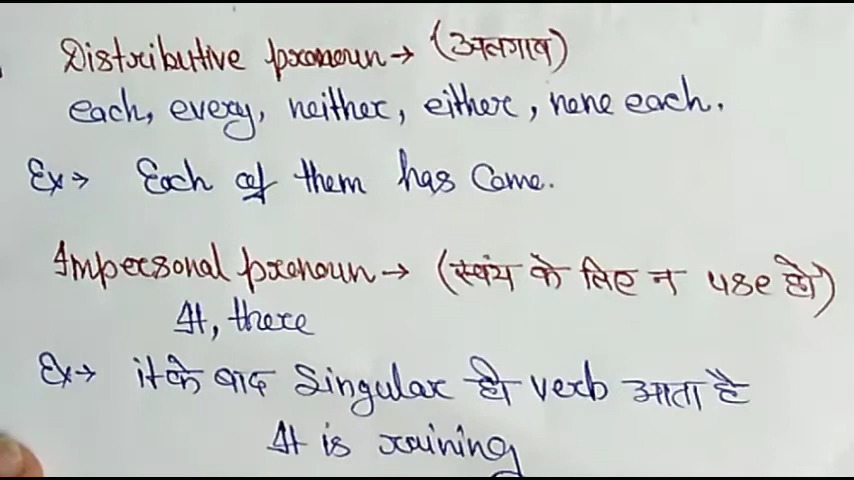 Distributive pronoun → (अलगाव)
each, every, neither, either, none each.
Ex → Each of them has Come.
Impersonal pronoun → (स्वंय के लिए न use हो)
It, there
Ex → it के बाद Singular ही verb आता है
It is raining